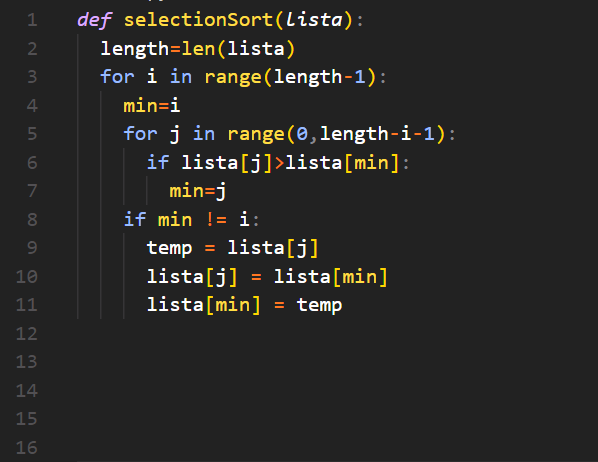 1 def selectionSort(lista):
2 length=len(lista)
3 for i in range(length-1):
4 min=i
5 for j in range(0,length-i-1):
6 if lista[j]>lista[min]:
7 min=j
8 if min != i:
9 temp = lista[j]
10 lista[j] = lista[min]
11 lista[min] = temp
12
13
14
15
16